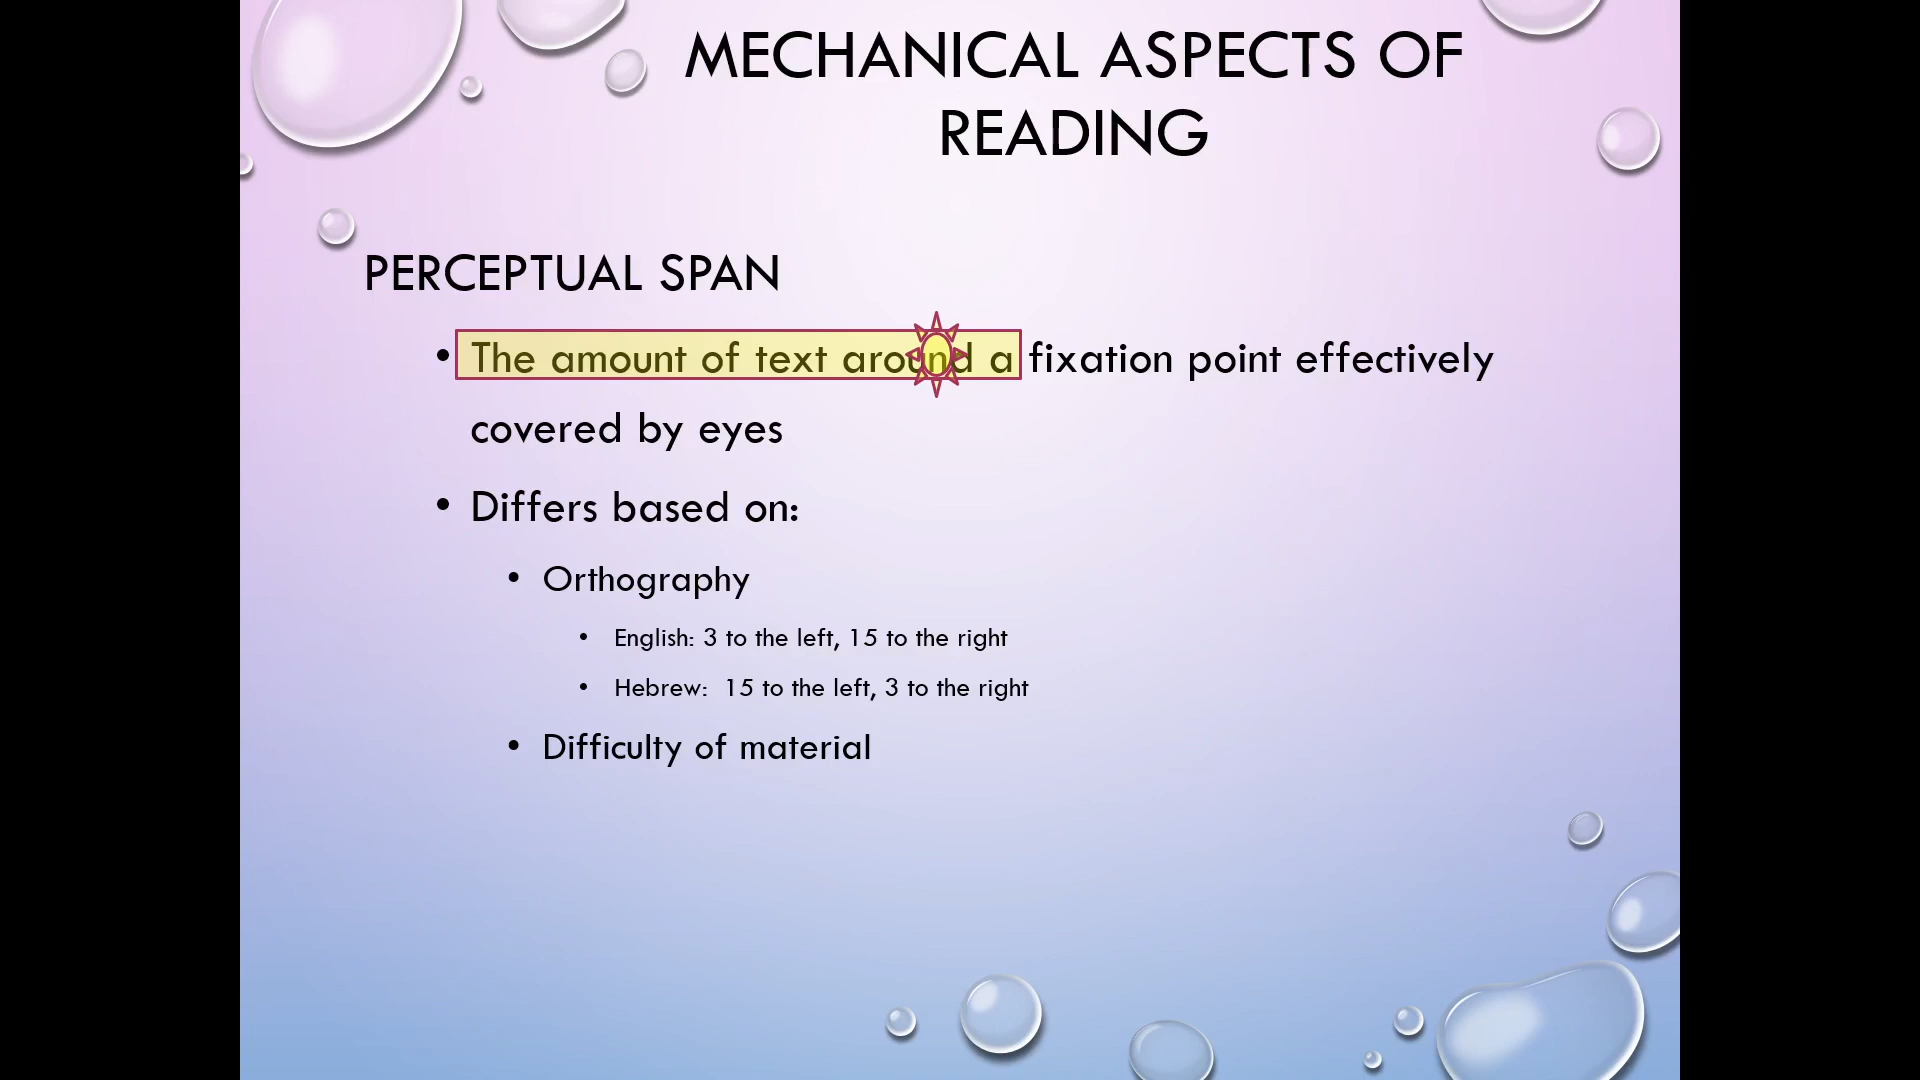 MECHANICAL ASPECTS OF
READING
PERCEPTUAL SPAN
• The amount of text around a fixation point effectively
covered by eyes
• Differs based on:
• Orthography
• English: 3 to the left, 15 to the right
• Hebrew:  15 to the left, 3 to the right
• Difficulty of material